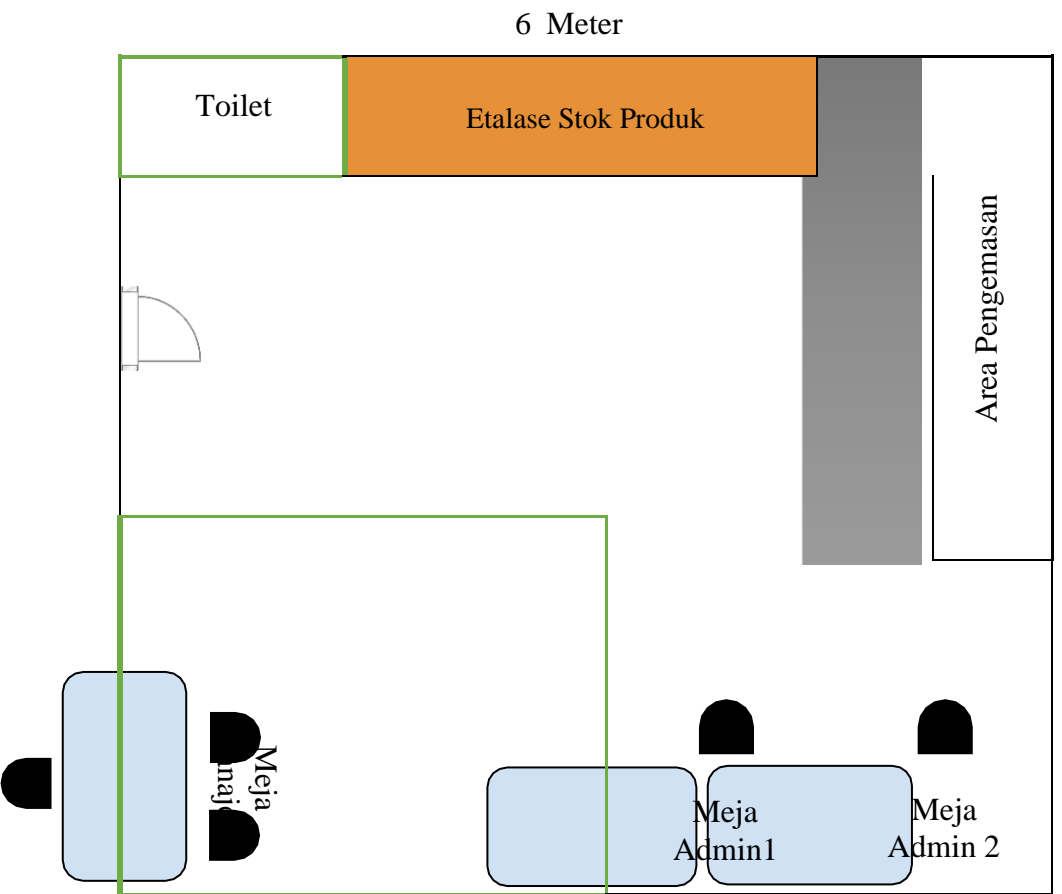 6 Meter
Toilet
Etalase Stok Produk
Area Pengemasan
Meja
Meja
Admin1
Meja
Admin 2